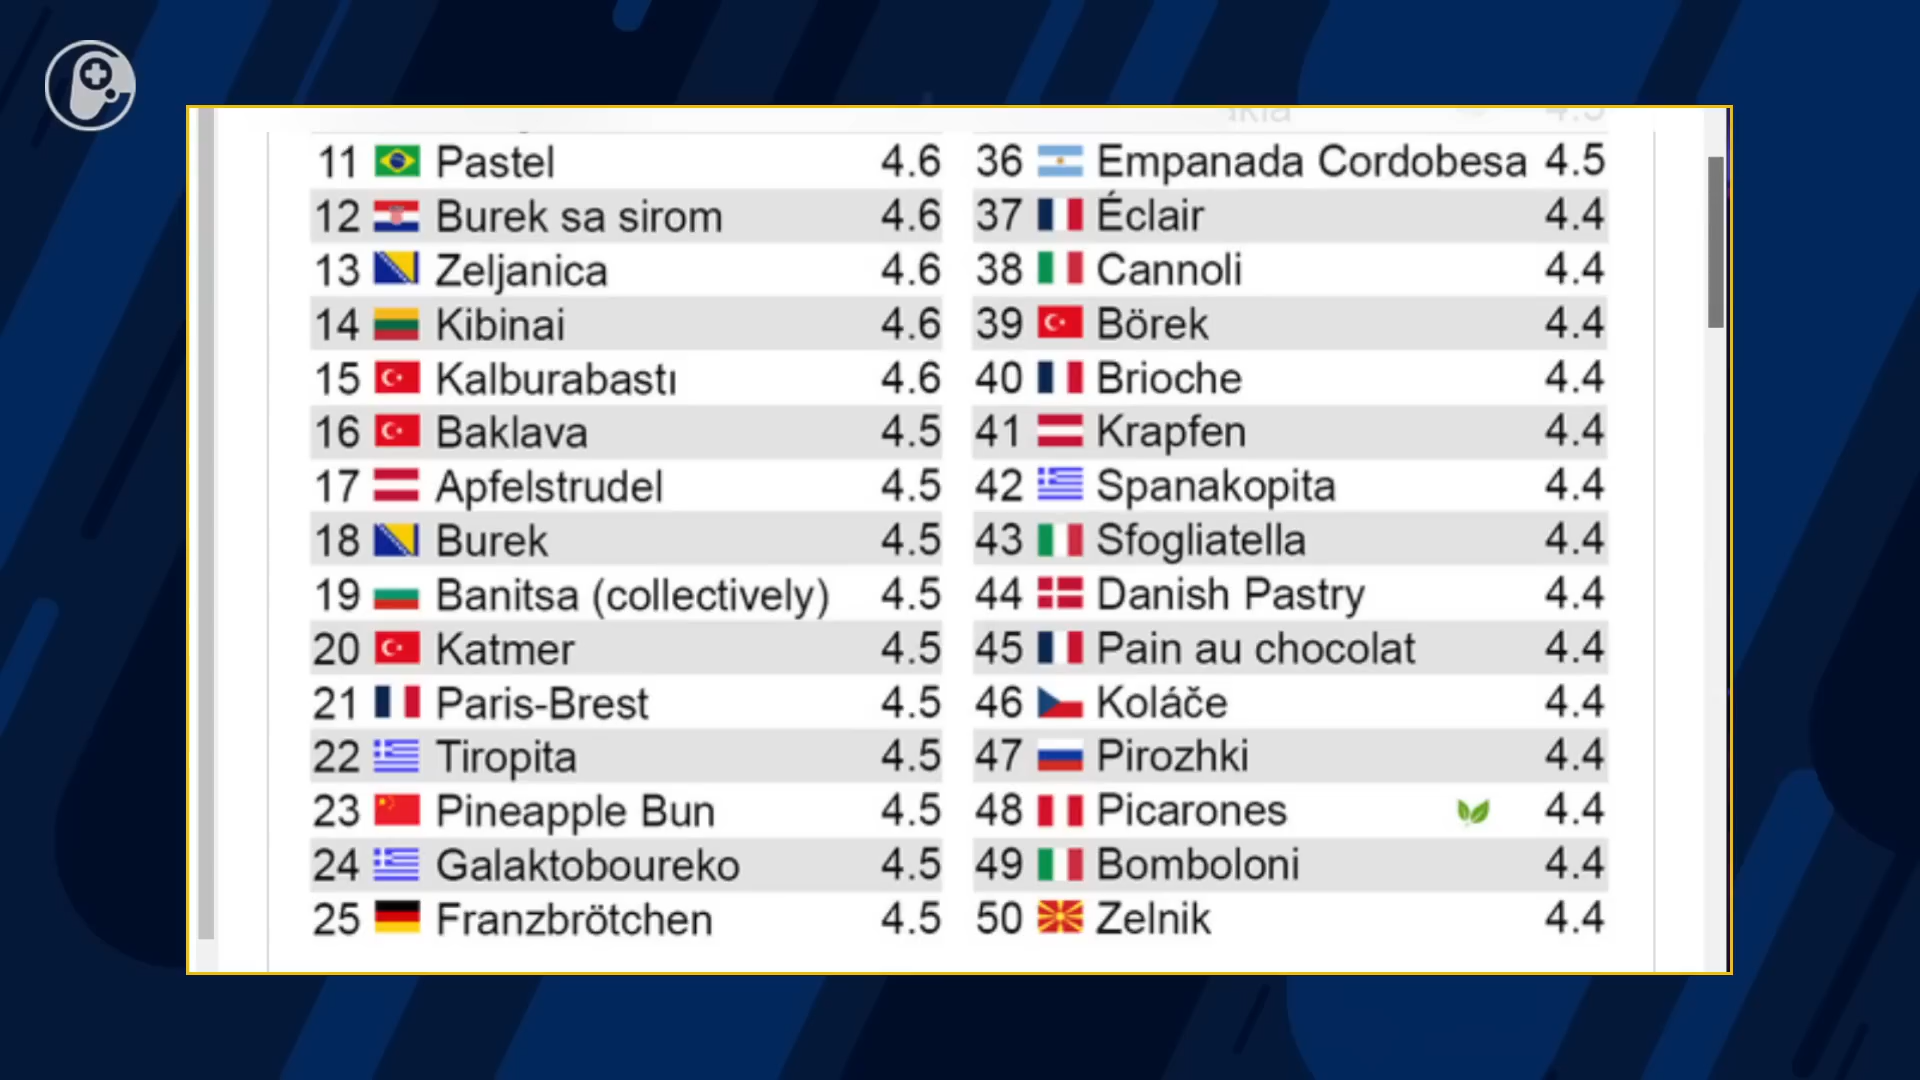 11 Pastel 4.6
12 Burek sa sirom 4.6
13 Zeljanica 4.6
14 Kibinai 4.6
15 Kalburabastı 4.6
16 Baklava 4.5
17 Apfelstrudel 4.5
18 Burek 4.5
19 Banitsa (collectively) 4.5
20 Katmer 4.5
21 Paris-Brest 4.5
22 Tiropita 4.5
23 Pineapple Bun 4.5
24 Galaktoboureko 4.5
25 Franzbrötchen 4.5
36 Empanada Cordobesa 4.5
37 Éclair 4.4
38 Cannoli 4.4
39 Börek 4.4
40 Brioche 4.4
41 Krapfen 4.4
42 Spanakopita 4.4
43 Sfogliatella 4.4
44 Danish Pastry 4.4
45 Pain au chocolat 4.4
46 Koláče 4.4
47 Pirozhki 4.4
48 Picarones 4.4
49 Bomboloni 4.4
50 Zelnik 4.4